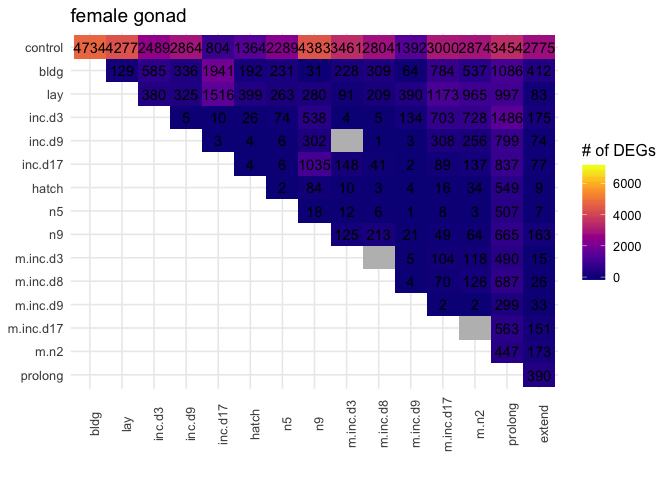 female gonad
control 4734 4277 2489 2864 804 1364 2289 4383 3461 2804 1392 3000 2874 3454 2775
bldg 129 585 336 1941 192 231 31 228 309 64 784 537 1086 412
lay 380 325 1516 399 263 280 91 209 390 1173 965 997 83
inc.d3 5 10 26 74 538 4 5 134 703 728 1486 175
inc.d9 3 4 6 302 1 3 308 256 799 74
inc.d17 4 6 1035 148 41 2 89 137 837 77
hatch 2 84 10 3 4 16 34 549 9
n5 18 12 6 1 8 3 507 7
n9 125 213 21 49 64 665 163
m.inc.d3 5 104 118 490 15
m.inc.d8 4 70 126 687 26
m.inc.d9 2 2 299 33
m.inc.d17 563 151
m.n2 447 173
prolong 390
bldg lay inc.d3 inc.d9 inc.d17 hatch n5 n9 m.inc.d3 m.inc.d8 m.inc.d9 m.inc.d17 m.n2 prolong extend
# of DEGs
6000
4000
2000
0